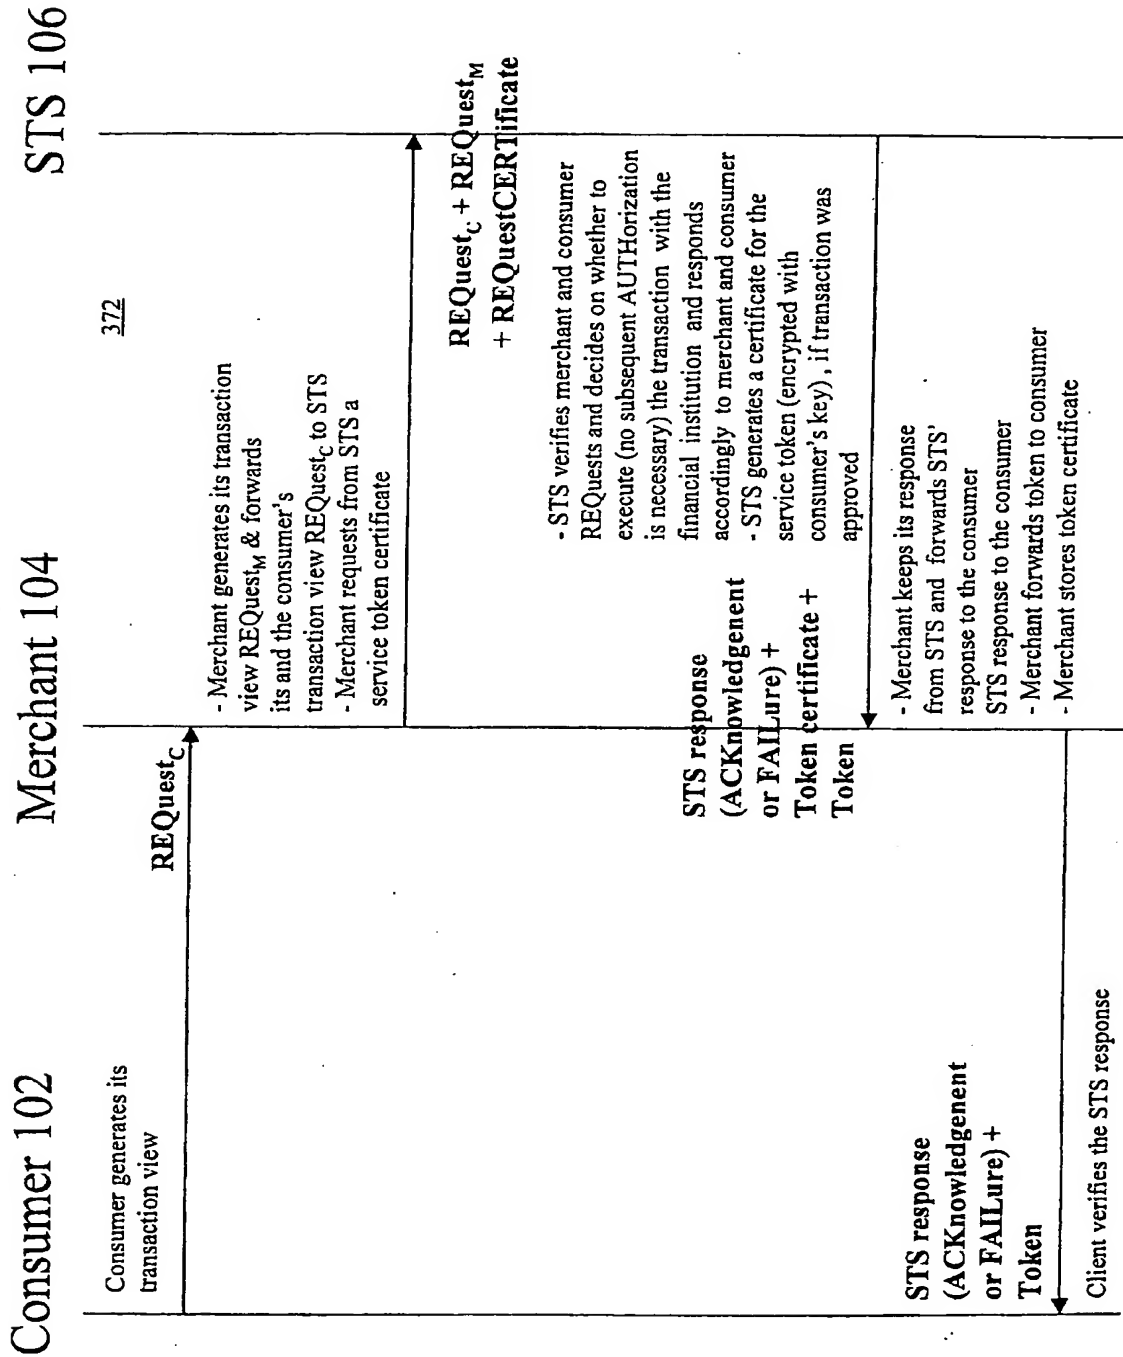 Consumer 102
Merchant 104
STS 106
372
Consumer generates its
transaction view
REQuestC
- Merchant generates its transaction
view REQuestM & forwards
its and the consumer's
transaction view REQuestC to STS
- Merchant requests from STS a
service token certificate
REQuestC + REQuestM
+ REQuestCERTificate
- STS verifies merchant and consumer
REQuests and decides on whether to
execute (no subsequent AUTHorization
is necessary) the transaction with the
financial institution and responds
accordingly to merchant and consumer
- STS generates a certificate for the
service token (encrypted with
consumer's key), if transaction was
approved
STS response
(ACKnowledgenent
or FAILure) +
Token certificate +
Token
- Merchant keeps its response
from STS and forwards STS'
response to the consumer
STS response to the consumer
- Merchant forwards token to consumer
- Merchant stores token certificate
STS response
(ACKnowledgenent
or FAILure) +
Token
Client verifies the STS response